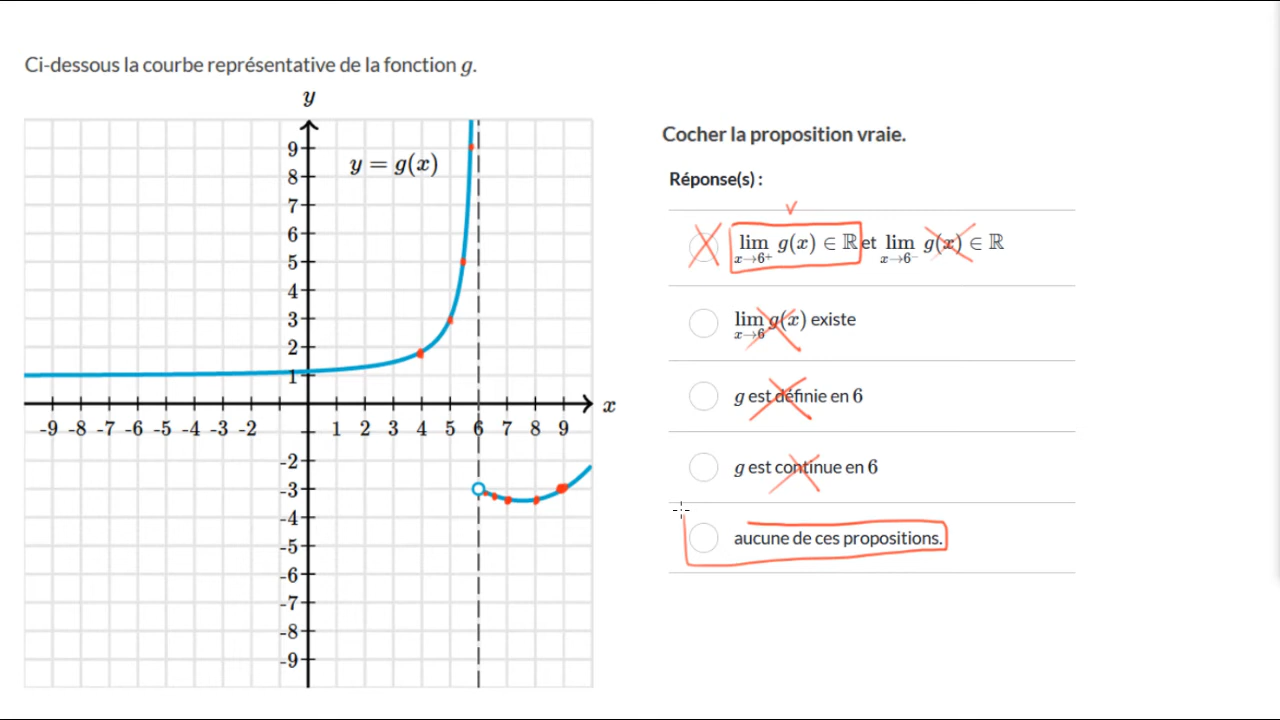 Ci-dessous la courbe représentative de la fonction g.
y
y = g(x)
9
8
7
6
5
4
3
2
1
x
-9 -8 -7 -6 -5 -4 -3 -2 1 2 3 4 5 6 7 8 9
-2
-3
-4
-5
-6
-7
-8
-9
Cocher la proposition vraie.
Réponse(s) :
v
lim g(x) ∈ ℝ et lim g(x) ∈ ℝ
x→6⁺ x→6⁻
lim g(x) existe
x→6
g est définie en 6
g est continue en 6
aucune de ces propositions.